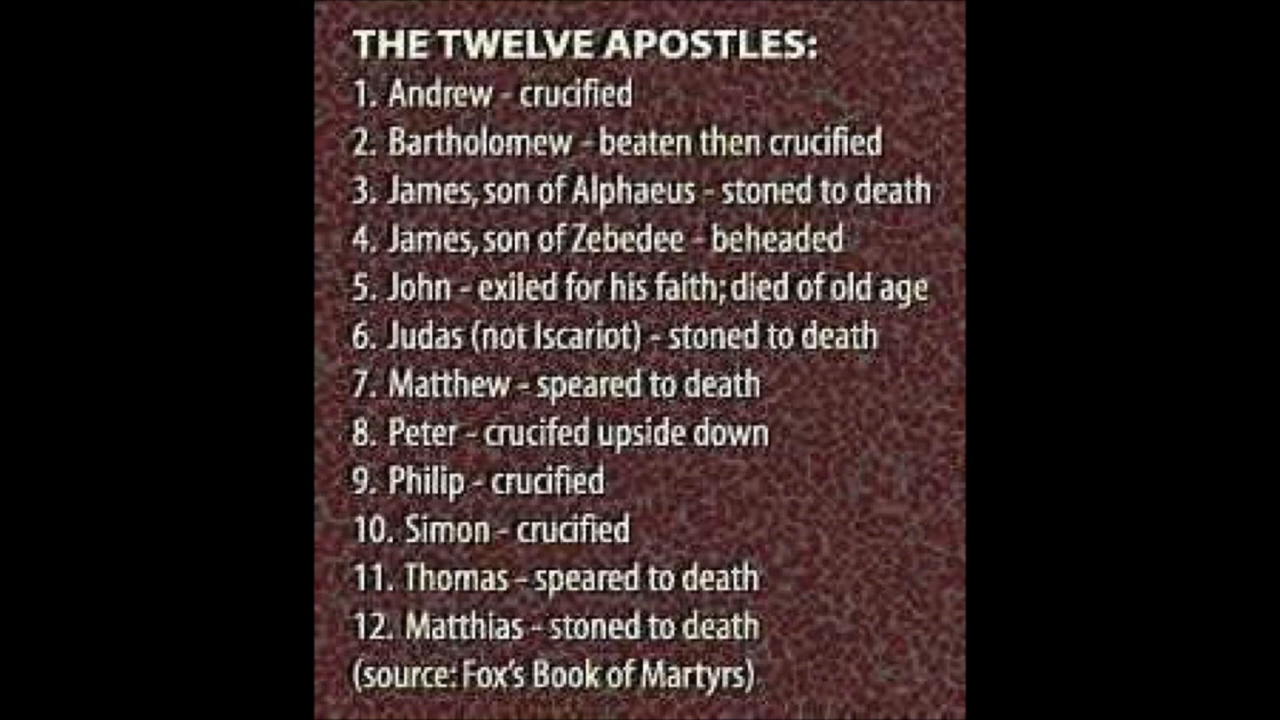 THE TWELVE APOSTLES:
1. Andrew - crucified
2. Bartholomew - beaten then crucified
3. James, son of Alphaeus - stoned to death
4. James, son of Zebedee - beheaded
5. John - exiled for his faith; died of old age
6. Judas (not Iscariot) - stoned to death
7. Matthew - speared to death
8. Peter - crucifed upside down
9. Philip - crucified
10. Simon - crucified
11. Thomas - speared to death
12. Matthias - stoned to death
(source: Fox's Book of Martyrs)